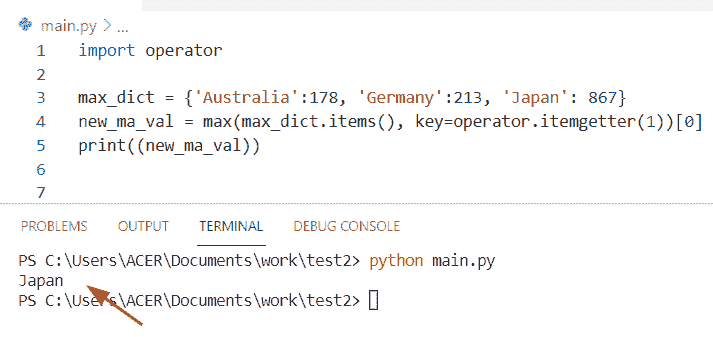 main.py > ...
1 import operator
2
3 max_dict = {'Australia':178, 'Germany':213, 'Japan': 867}
4 new_ma_val = max(max_dict.items(), key=operator.itemgetter(1))[0]
5 print((new_ma_val))
6
7
PROBLEMS OUTPUT TERMINAL DEBUG CONSOLE
PS C:\Users\ACER\Documents\work\test2> python main.py
Japan
PS C:\Users\ACER\Documents\work\test2>